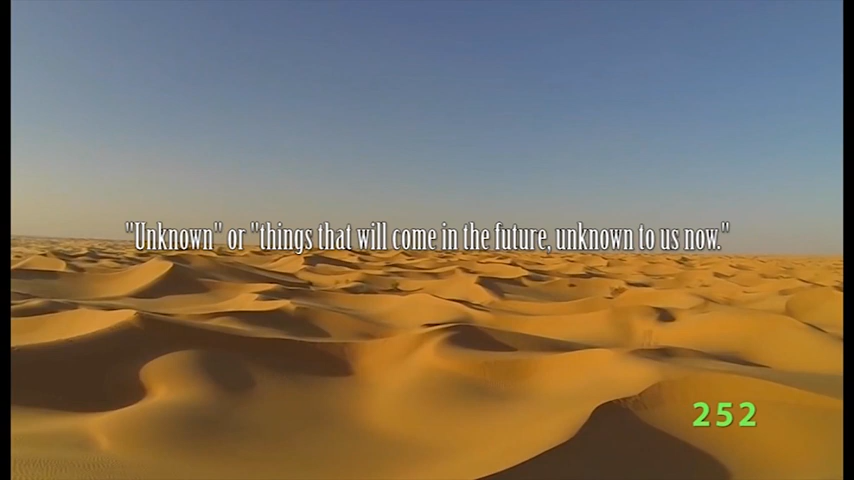 "Unknown" or "things that will come in the future, unknown to us now."
252